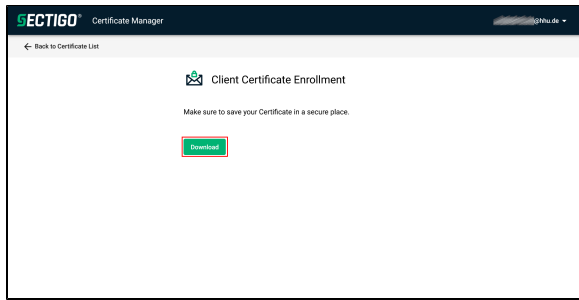 SECTIGO® Certificate Manager
@hhu.de
Back to Certificate List
Client Certificate Enrollment
Make sure to save your Certificate in a secure place.
Download